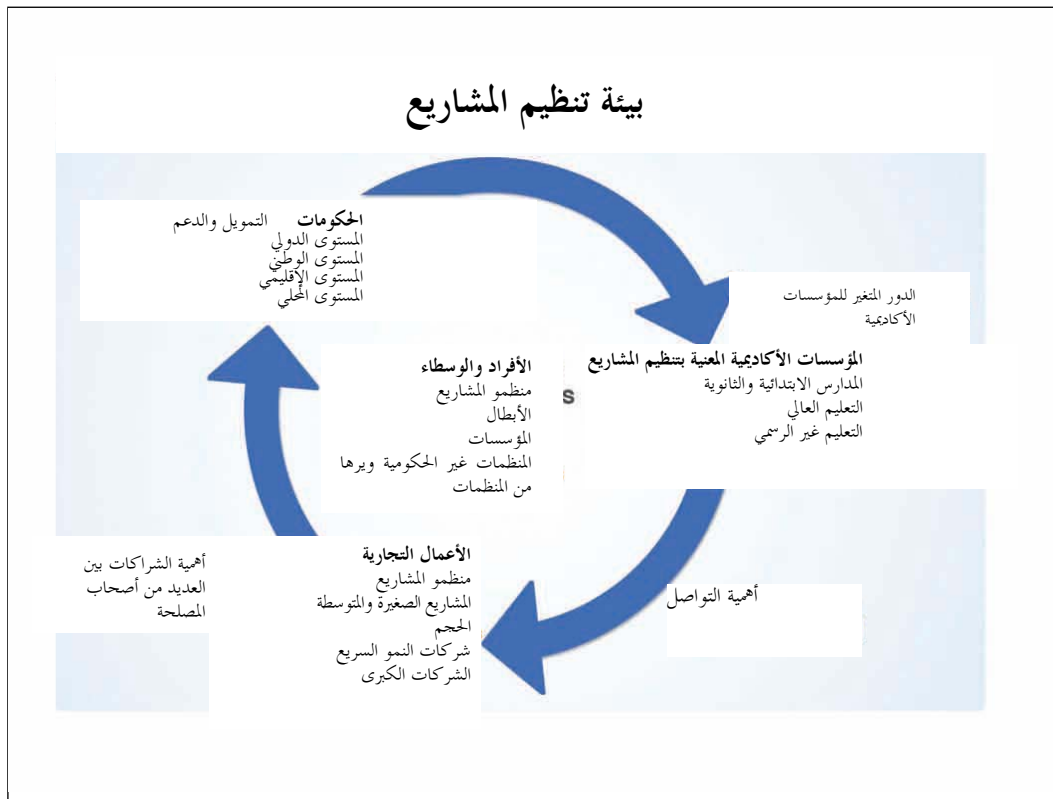 بيئة تنظيم المشاريع
الحكومات التمويل والدعم
المستوى الدولي
المستوى الوطني
المستوى الإقليمي
المستوى المحلي
الدور المتغير للمؤسسات
الأكاديمية
المؤسسات الأكاديمية المعنية بتنظيم المشاريع
المدارس الابتدائية والثانوية
التعليم العالي
التعليم غير الرسمي
الأفراد والوسطاء
منظمو المشاريع
الأبطال
المؤسسات
المنظمات غير الحكومية ويرها
من المنظمات
s
الأعمال التجارية
منظمو المشاريع
المشاريع الصغيرة والمتوسطة
الحجم
شركات النمو السريع
الشركات الكبرى
أهمية التواصل
أهمية الشراكات بين
العديد من أصحاب
المصلحة